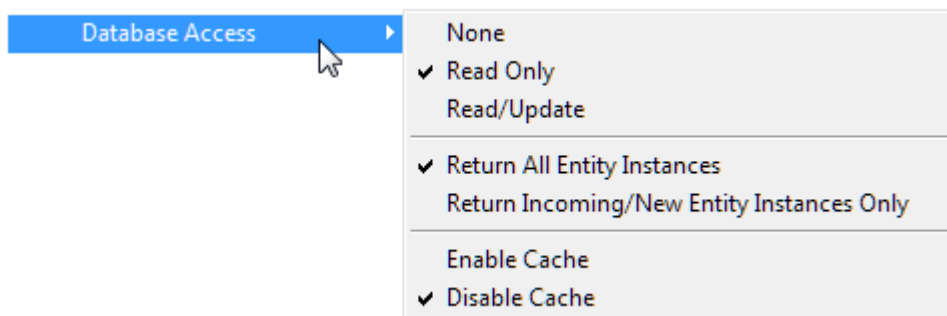 Database Access
None
Read Only
Read/Update
Return All Entity Instances
Return Incoming/New Entity Instances Only
Enable Cache
Disable Cache